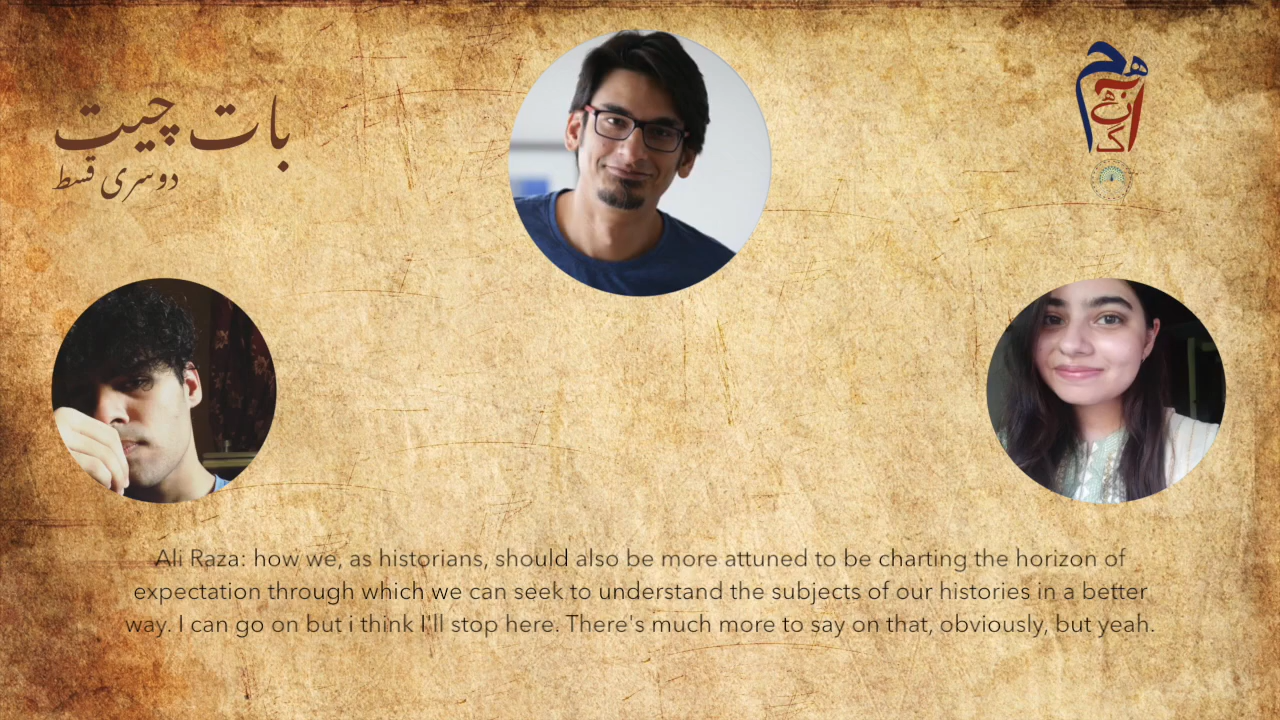 بات چیت
دوسری قسط
Ali Raza: how we, as historians, should also be more attuned to be charting the horizon of
expectation through which we can seek to understand the subjects of our histories in a better
way. I can go on but i think I'll stop here. There's much more to say on that, obviously, but yeah.